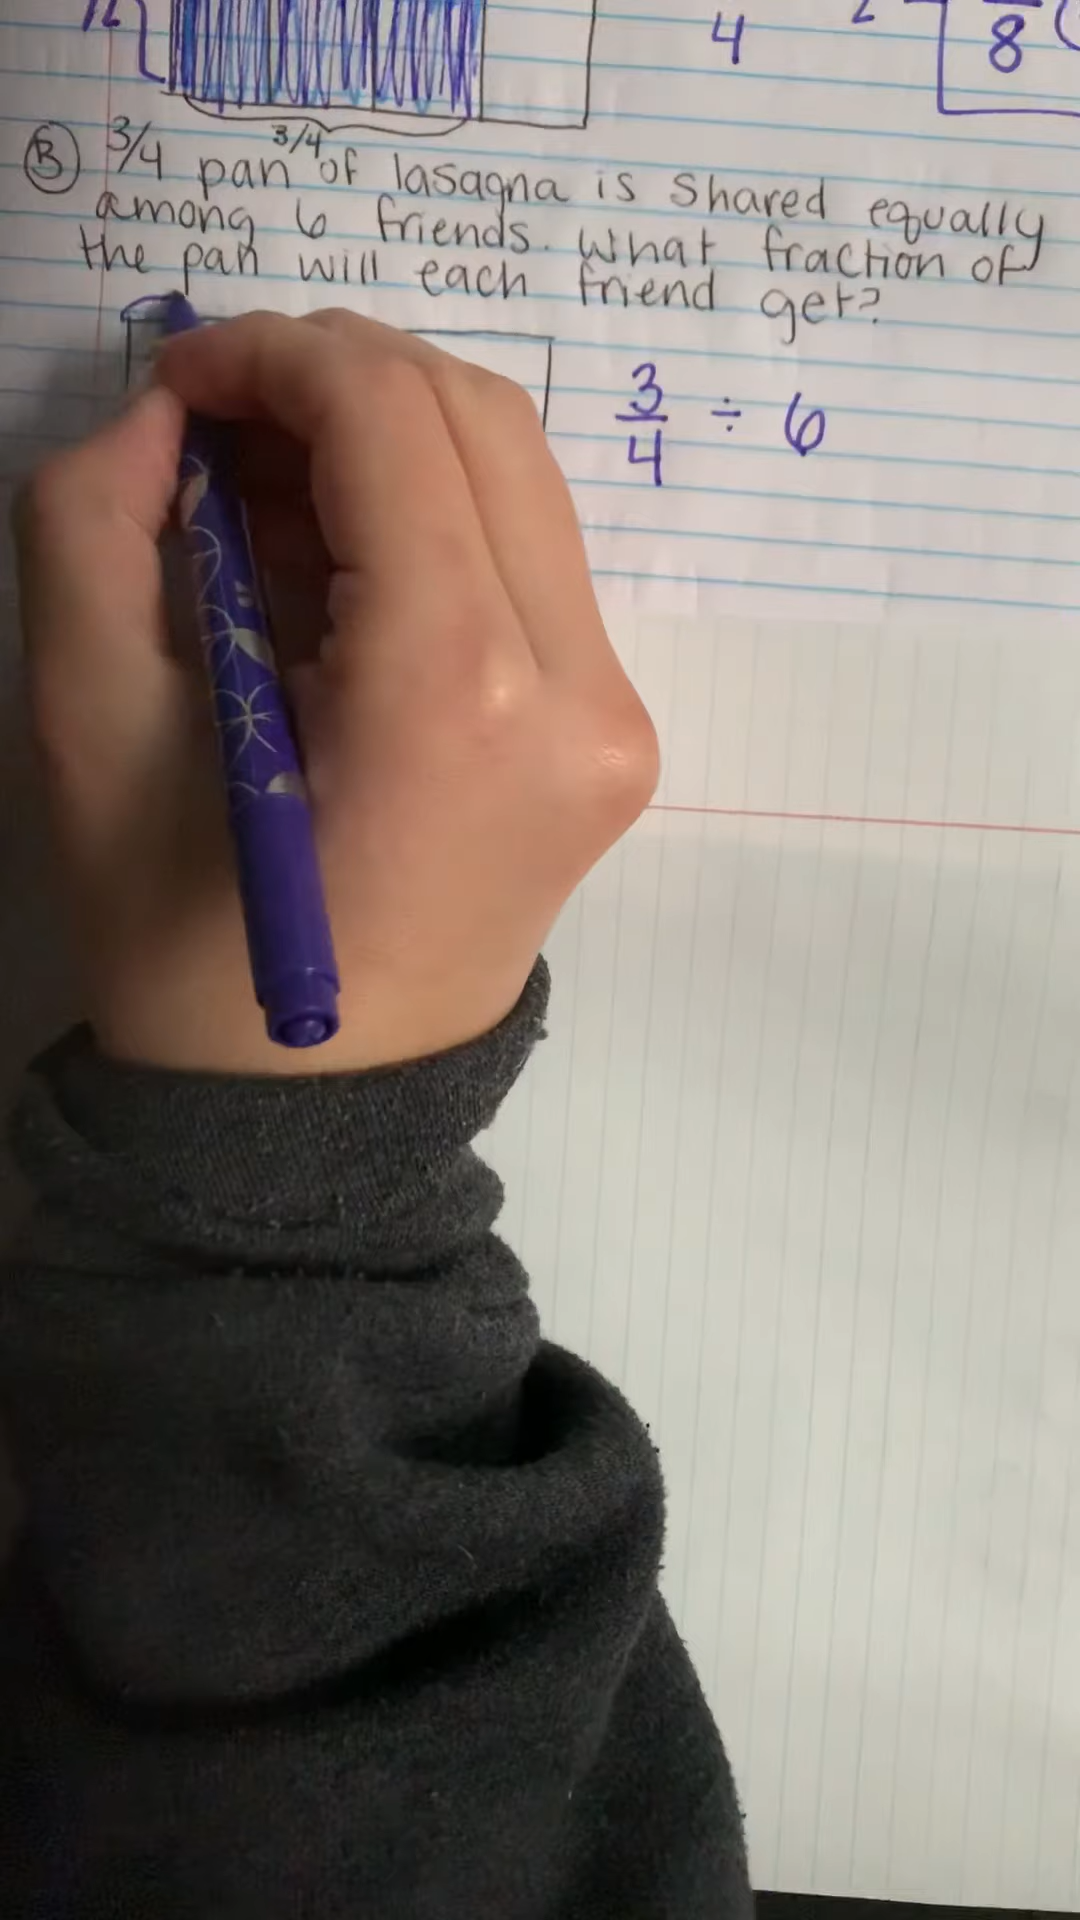 4
8
3/4
B 3/4 pan of lasagna is shared equally
among 6 friends. What fraction of
the pan will each friend get?
3/4 ÷ 6